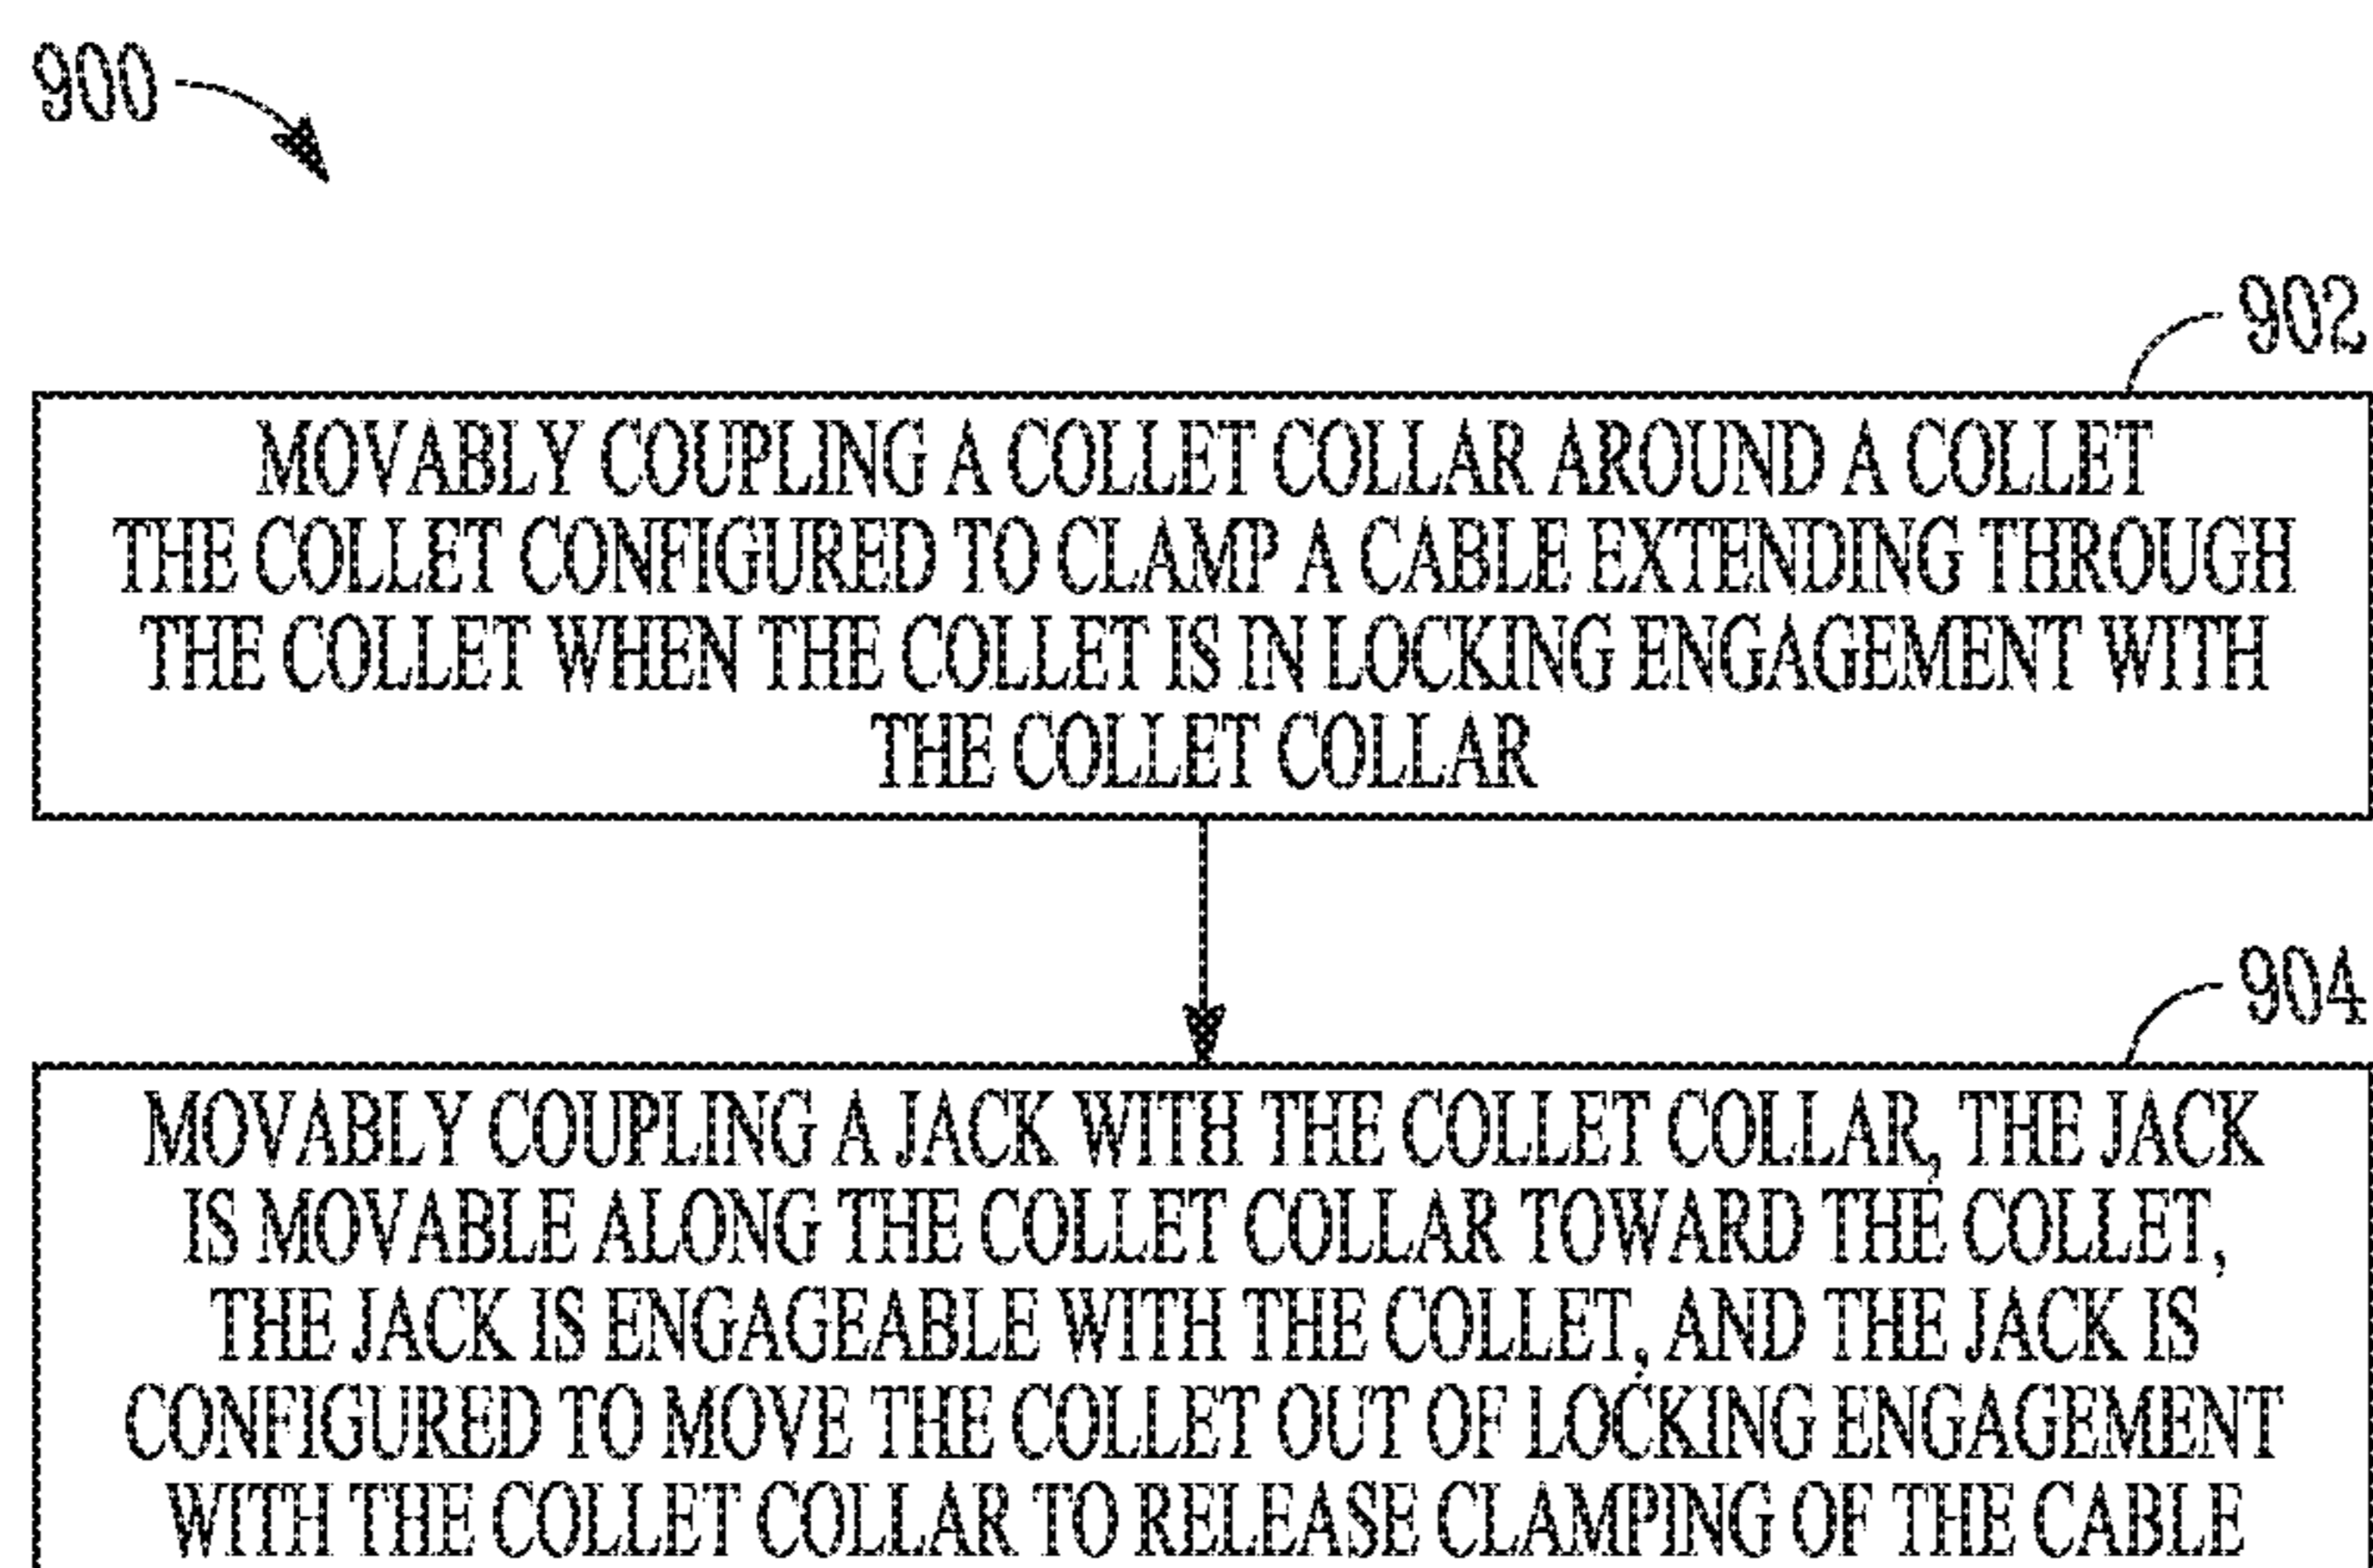 900
902
MOVABLY COUPLING A COLLET COLLAR AROUND A COLLET
THE COLLET CONFIGURED TO CLAMP A CABLE EXTENDING THROUGH
THE COLLET WHEN THE COLLET IS IN LOCKING ENGAGEMENT WITH
THE COLLET COLLAR
904
MOVABLY COUPLING A JACK WITH THE COLLET COLLAR, THE JACK
IS MOVABLE ALONG THE COLLET COLLAR TOWARD THE COLLET,
THE JACK IS ENGAGEABLE WITH THE COLLET, AND THE JACK IS
CONFIGURED TO MOVE THE COLLET OUT OF LOCKING ENGAGEMENT
WITH THE COLLET COLLAR TO RELEASE CLAMPING OF THE CABLE